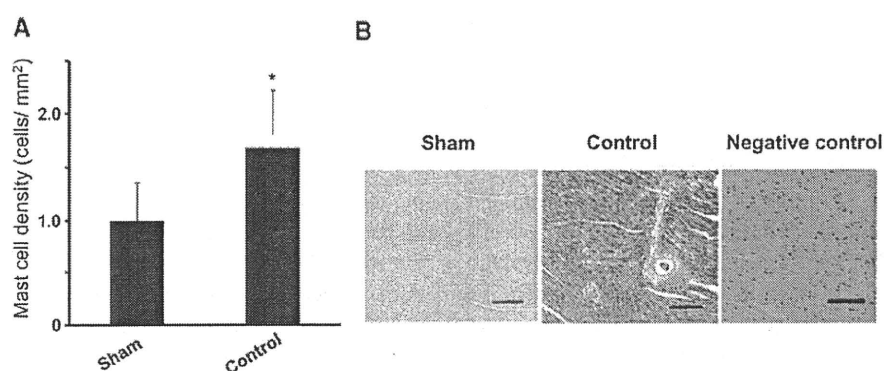 A
B
Mast cell density (cells/ mm²)
2.0
1.0
0
*
Sham
Control
Sham
Control
Negative control